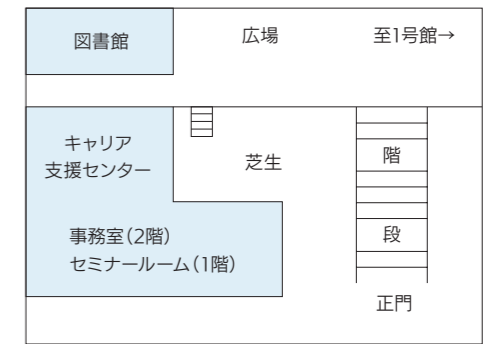 図書館
広場
至1号館→
キャリア
支援センター
芝生
階
段
事務室(2階)
セミナールーム(1階)
正門